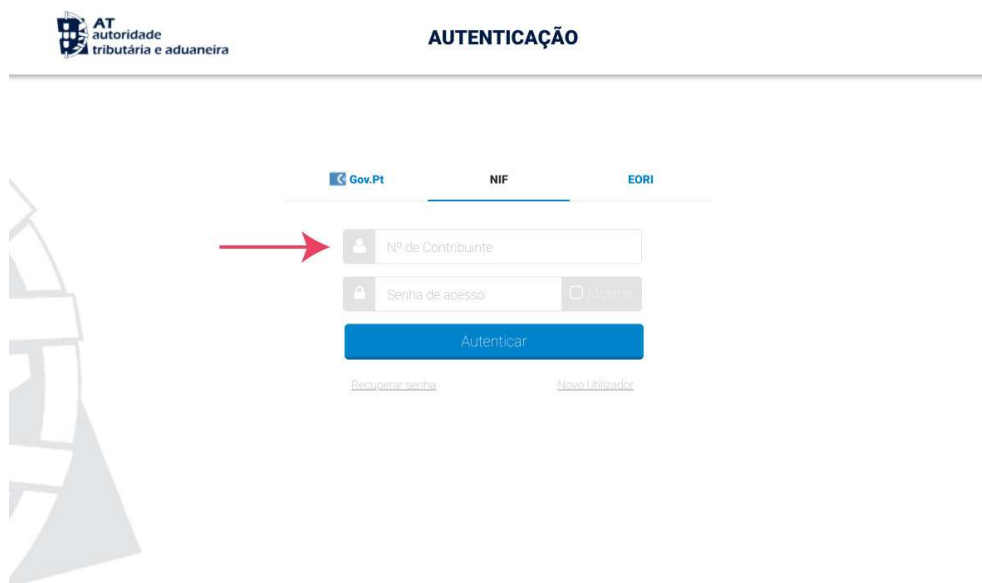 AT
autoridade
tributária e aduaneira
AUTENTICAÇÃO
Gov.Pt
NIF
EORI
Nº de Contribuinte
Senha de acesso
Mostrar
Autenticar
Recuperar senha
Novo Utilizador